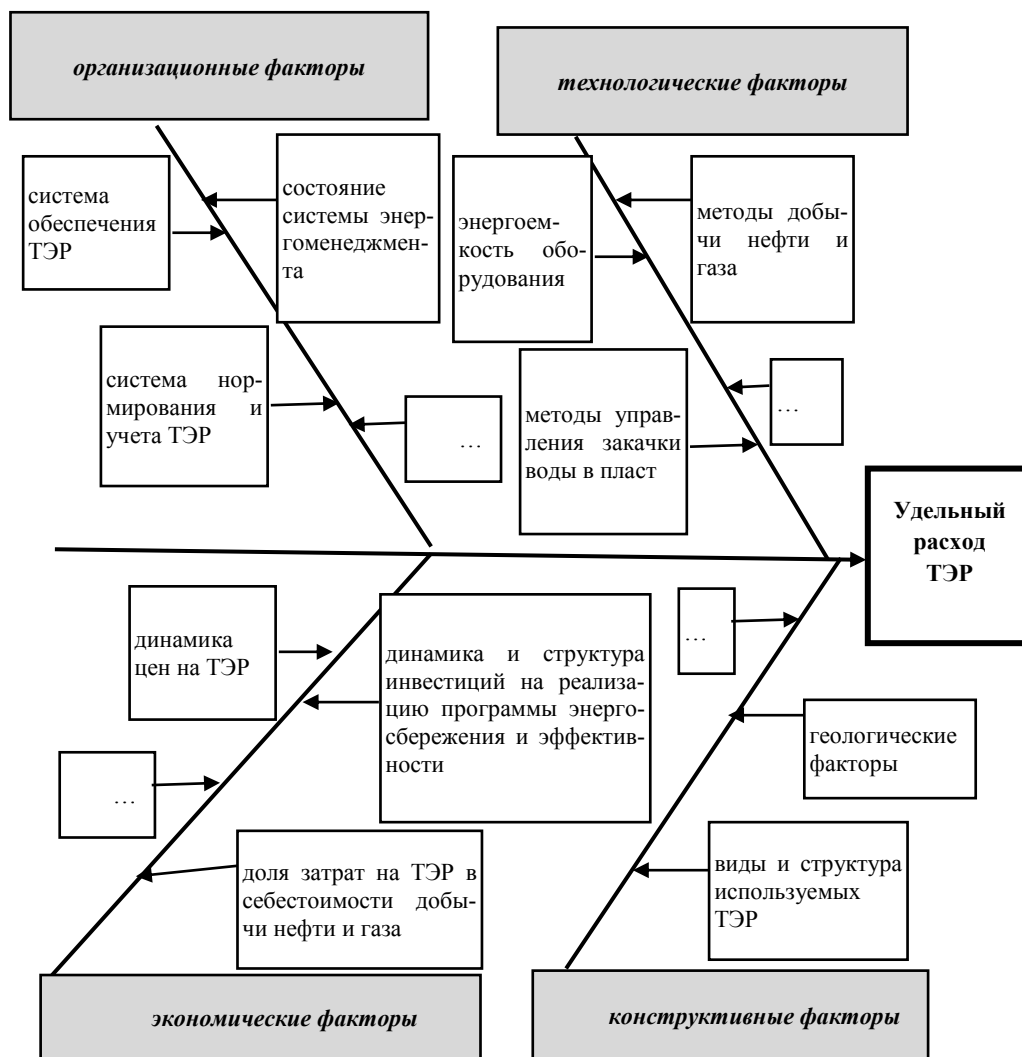 организационные факторы
технологические факторы
система
обеспечения
ТЭР
состояние
системы энер-
гоменеджмен-
та
энергоем-
кость обо-
рудования
методы добы-
чи нефти и
газа
система нор-
мирования и
учета ТЭР
…
методы управ-
ления закачки
воды в пласт
…
Удельный
расход
ТЭР
динамика
цен на ТЭР
динамика и структура
инвестиций на реализа-
цию программы энерго-
сбережения и эффектив-
ности
…
геологические
факторы
…
доля затрат на ТЭР в
себестоимости добы-
чи нефти и газа
виды и структура
используемых
ТЭР
экономические факторы
конструктивные факторы